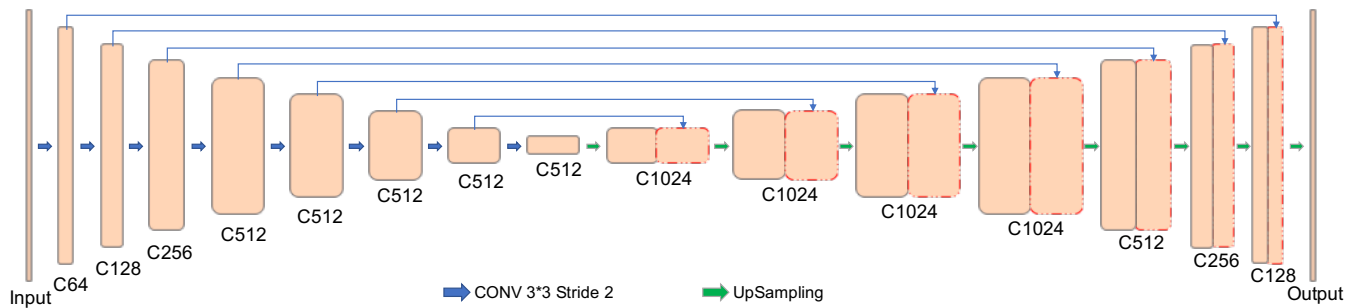 Input
C64
C128
C256
C512
C512
C512
C512
C512
C1024
C1024
C1024
C1024
C512
C256
C128
Output
CONV 3*3 Stride 2
UpSampling